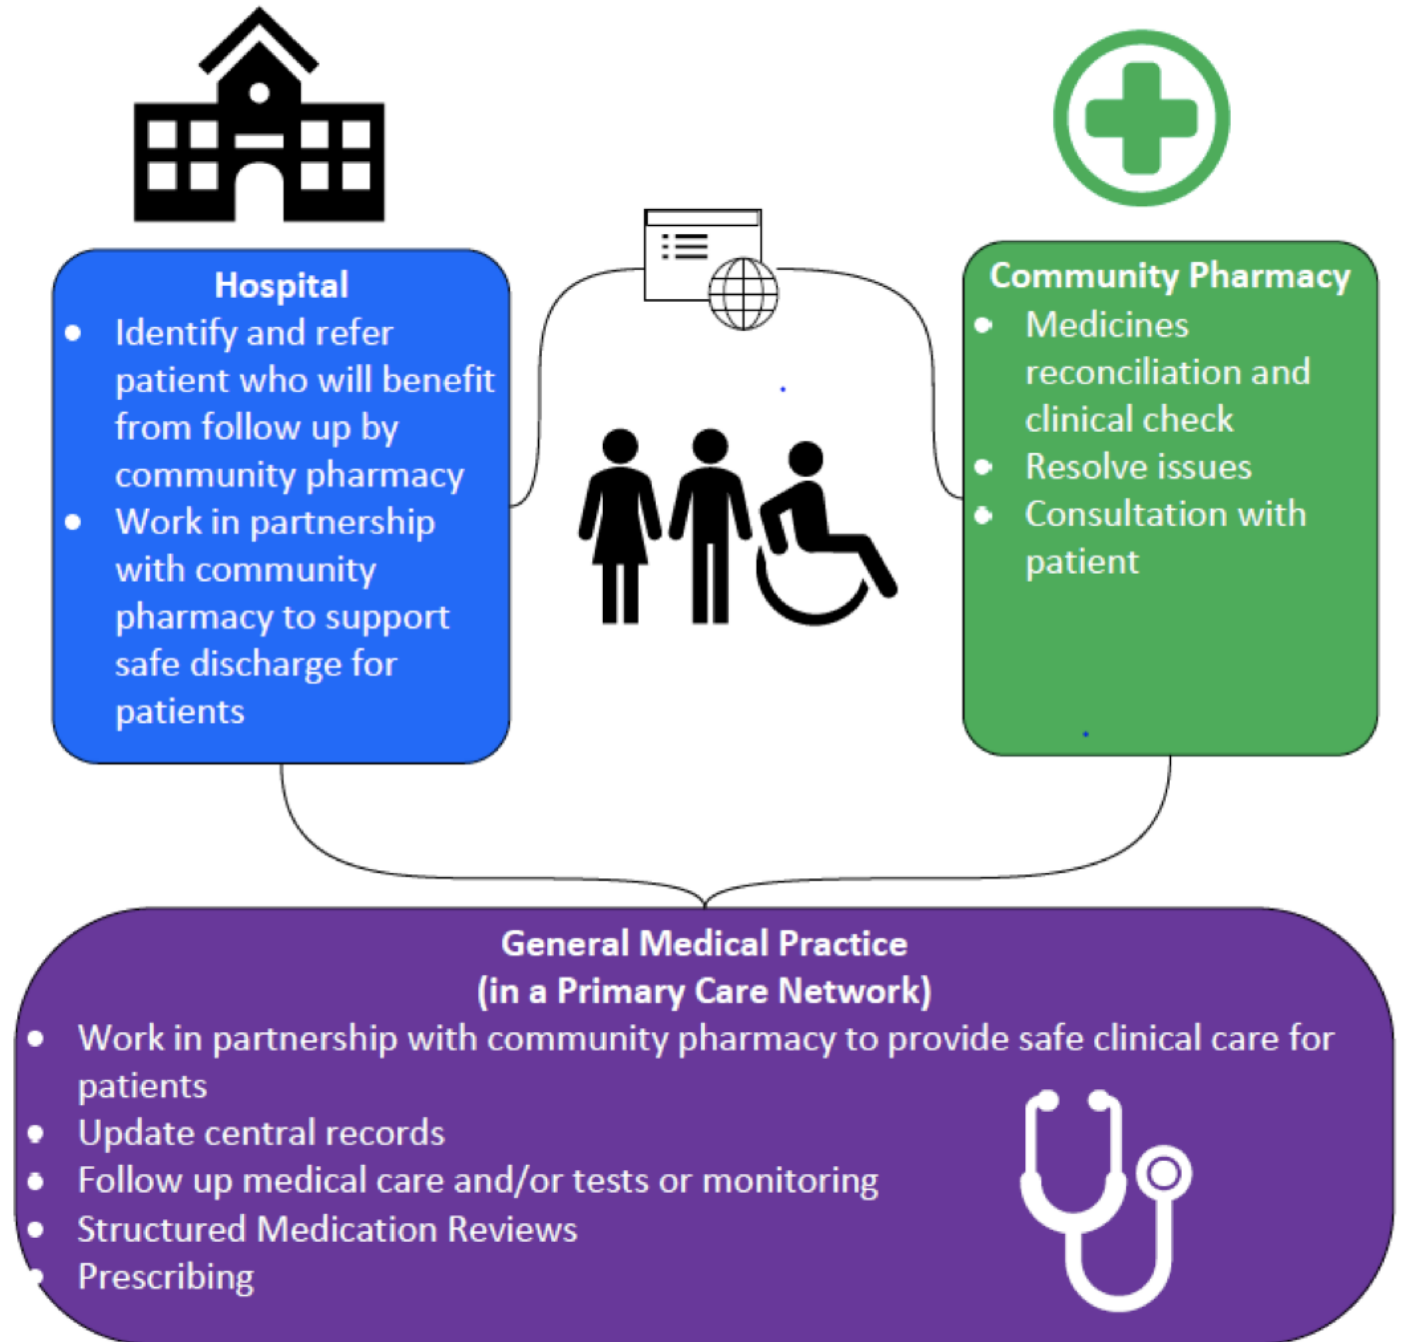 Hospital
• Identify and refer
patient who will benefit
from follow up by
community pharmacy
• Work in partnership
with community
pharmacy to support
safe discharge for
patients
Community Pharmacy
• Medicines
reconciliation and
clinical check
• Resolve issues
• Consultation with
patient
General Medical Practice
(in a Primary Care Network)
• Work in partnership with community pharmacy to provide safe clinical care for
patients
• Update central records
• Follow up medical care and/or tests or monitoring
• Structured Medication Reviews
• Prescribing